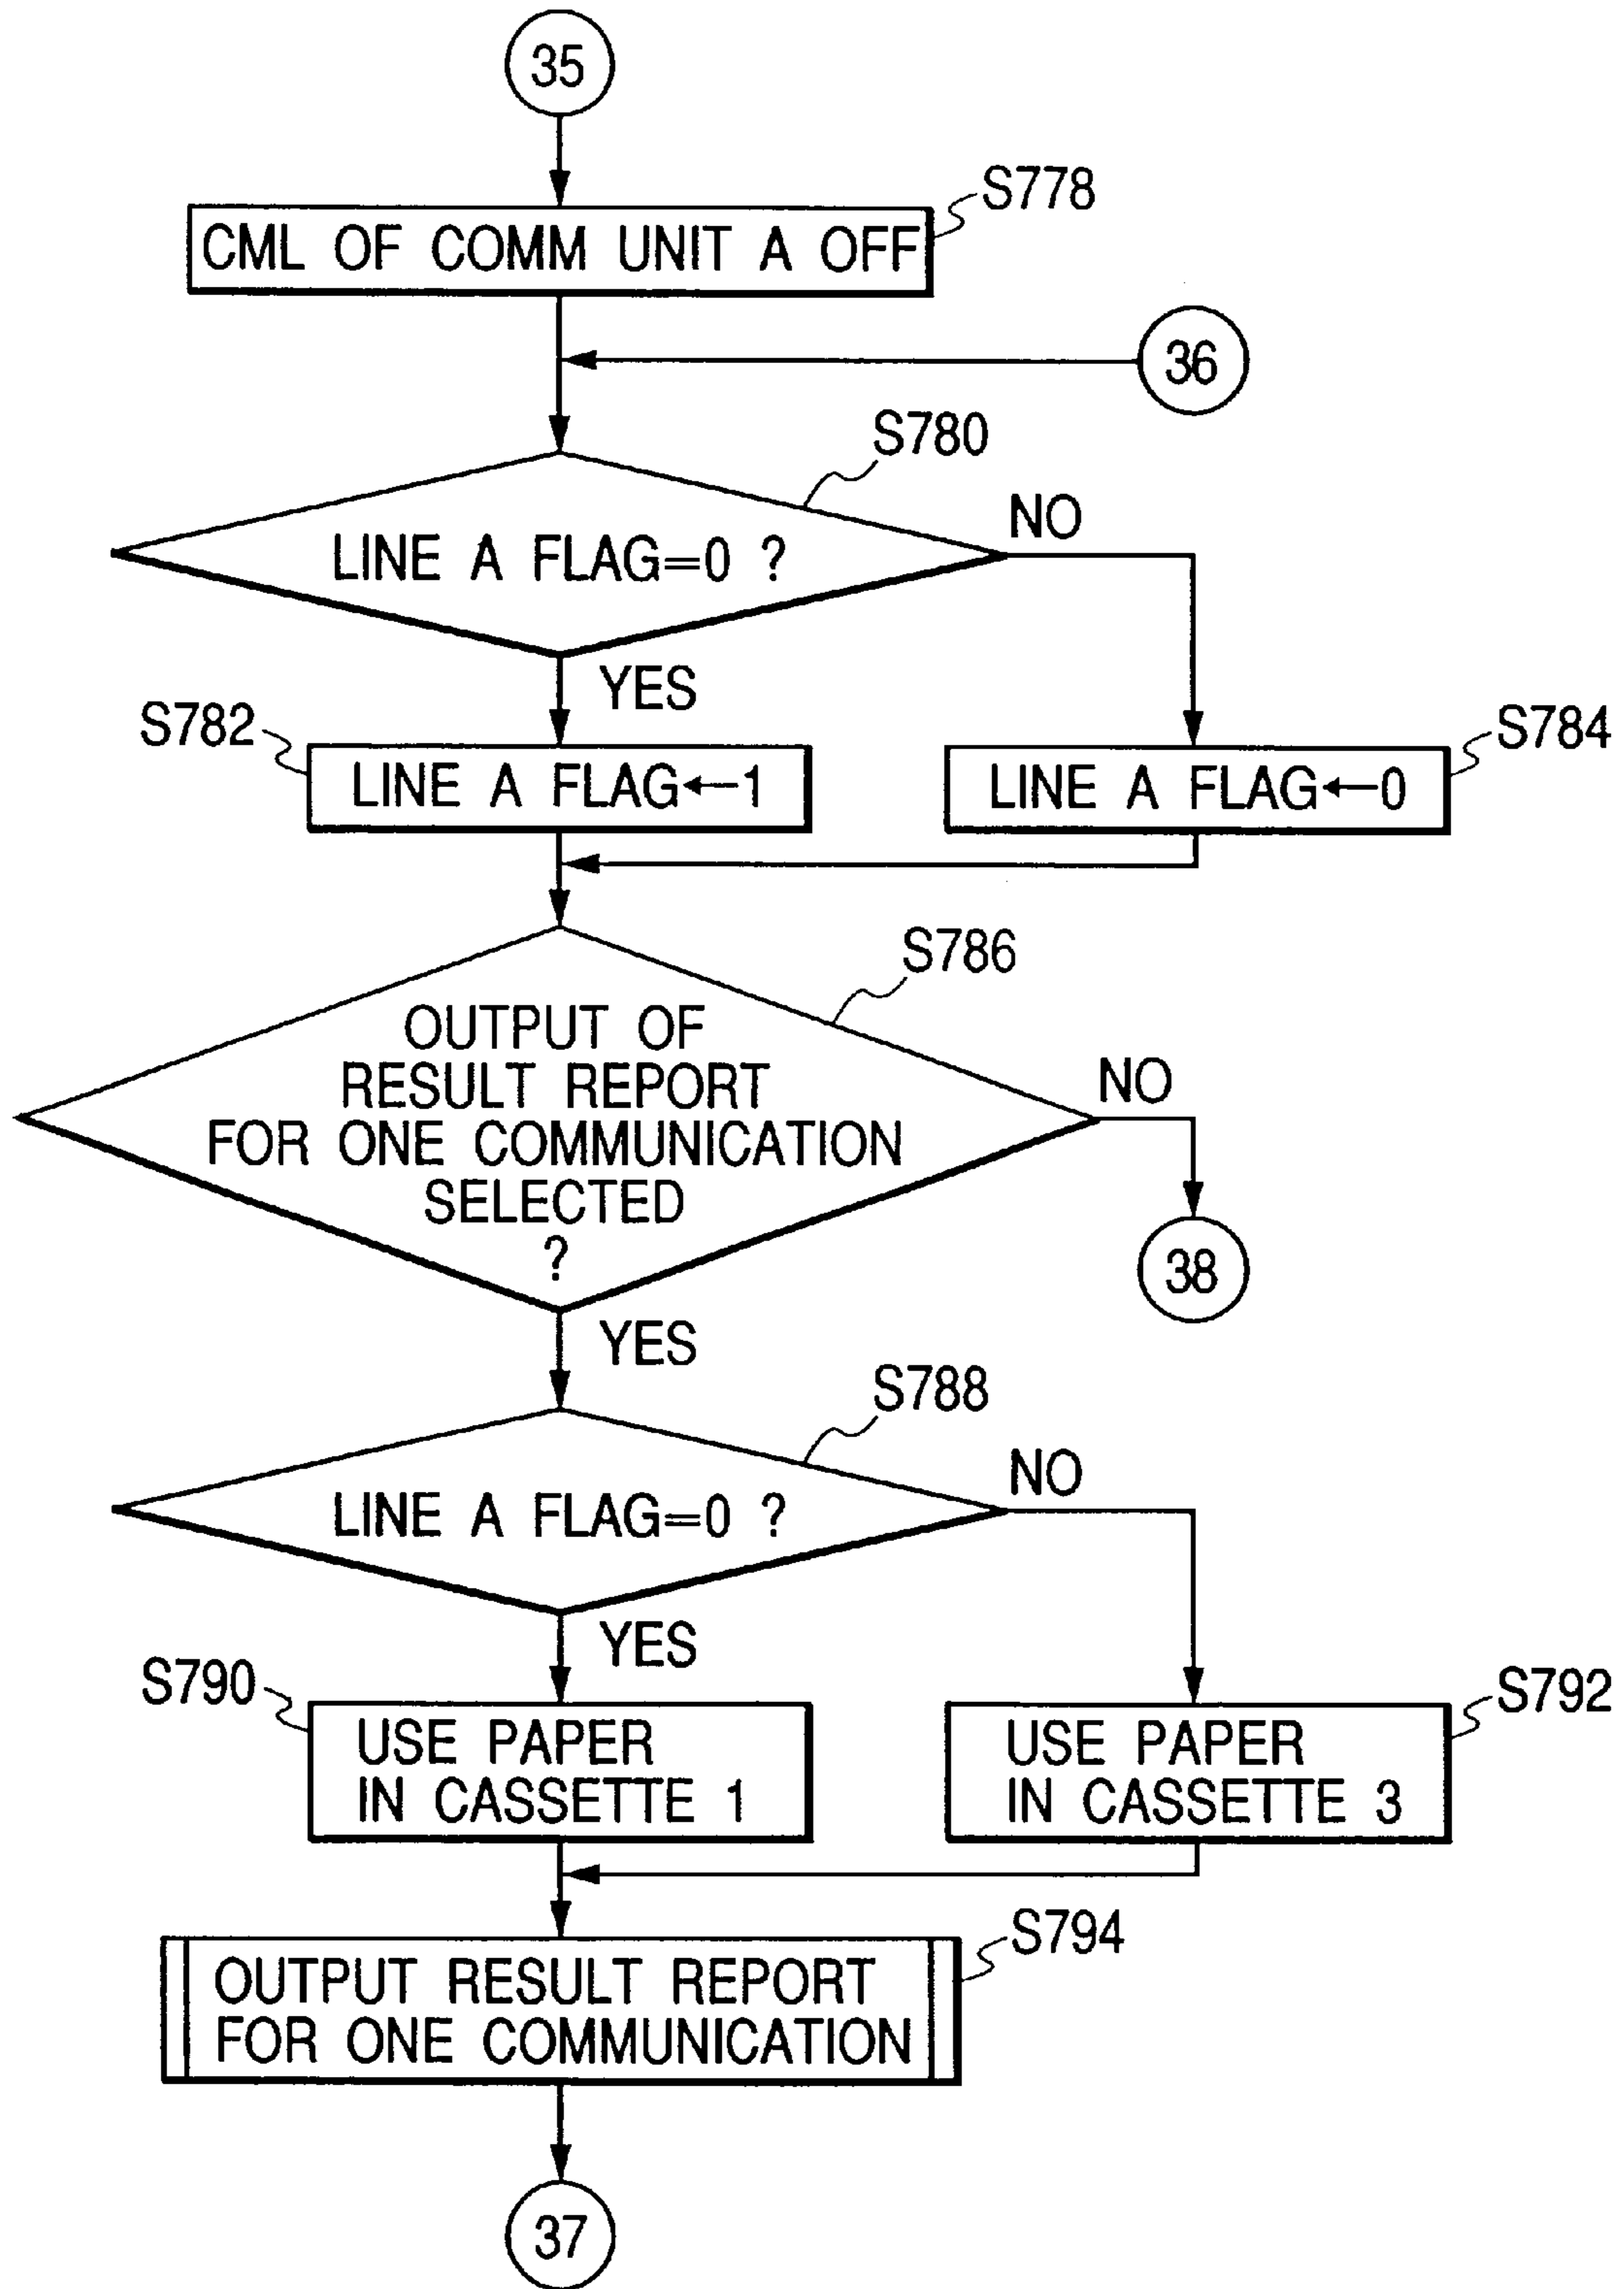 35
S778
CML OF COMM UNIT A OFF
36
S780
LINE A FLAG=0 ?
NO
YES
S782
LINE A FLAG←1
S784
LINE A FLAG←0
S786
OUTPUT OF
RESULT REPORT
FOR ONE COMMUNICATION
SELECTED
?
NO
38
YES
S788
LINE A FLAG=0 ?
NO
YES
S790
USE PAPER
IN CASSETTE 1
S792
USE PAPER
IN CASSETTE 3
S794
OUTPUT RESULT REPORT
FOR ONE COMMUNICATION
37